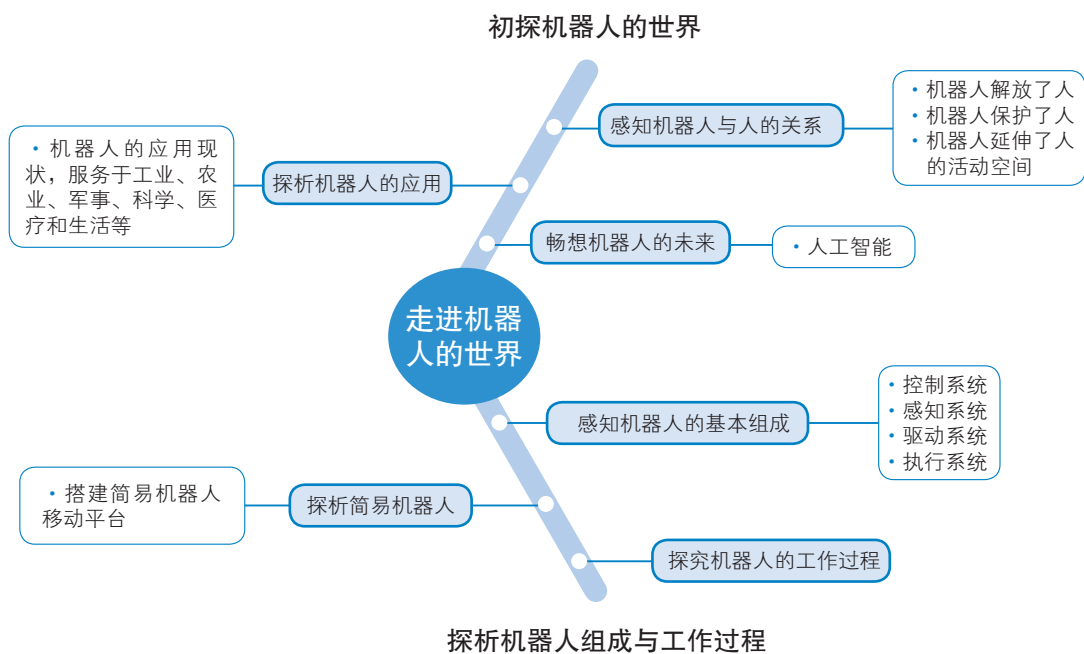 初探机器人的世界
感知机器人与人的关系
• 机器人解放了人
• 机器人保护了人
• 机器人延伸了人
的活动空间
• 机器人的应用现
状，服务于工业、农
业、军事、科学、医
疗和生活等
探析机器人的应用
畅想机器人的未来
• 人工智能
走进机器
人的世界
感知机器人的基本组成
• 控制系统
• 感知系统
• 驱动系统
• 执行系统
• 搭建简易机器人
移动平台
探析简易机器人
探究机器人的工作过程
探析机器人组成与工作过程